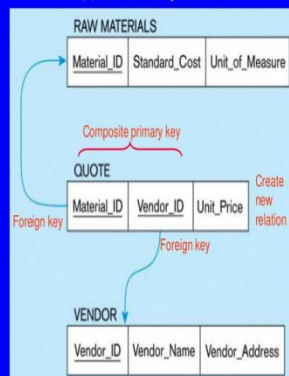 RAW MATERIALS
Material_ID Standard_Cost Unit_of_Measure
Composite primary key
QUOTE
Material_ID Vendor_ID Unit_Price
Create new relation
Foreign key
Foreign key
VENDOR
Vendor_ID Vendor_Name Vendor_Address